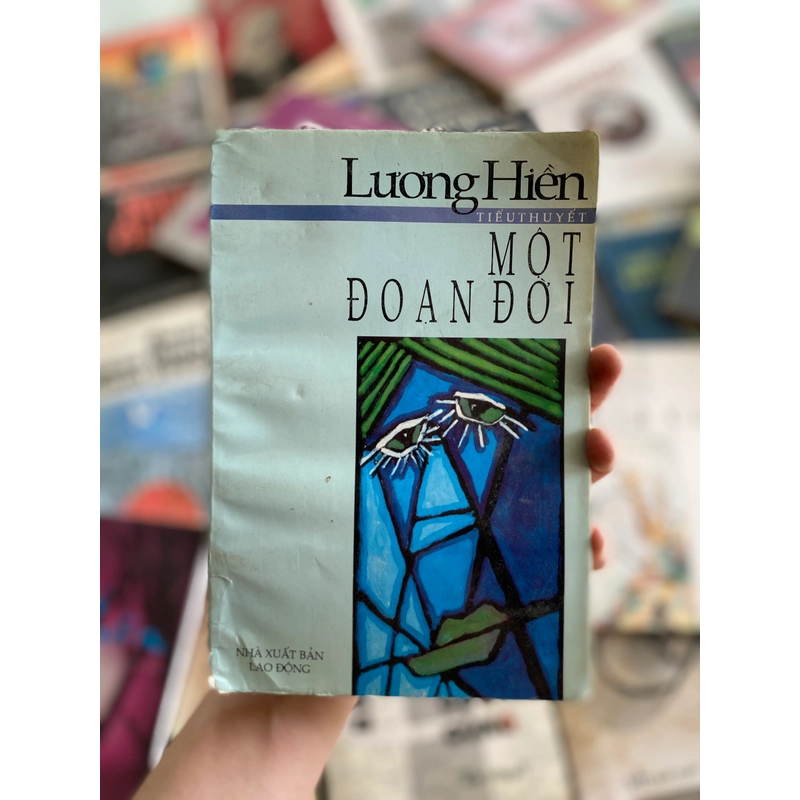 Lương Hiền
TIỂU THUYẾT
MỘT
ĐOẠN ĐỜI
NHÀ XUẤT BẢN
LAO ĐỘNG